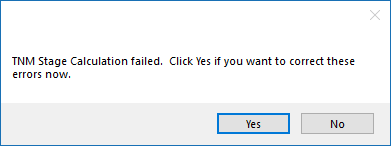 TNM Stage Calculation failed.  Click Yes if you want to correct these
errors now.
Yes
No